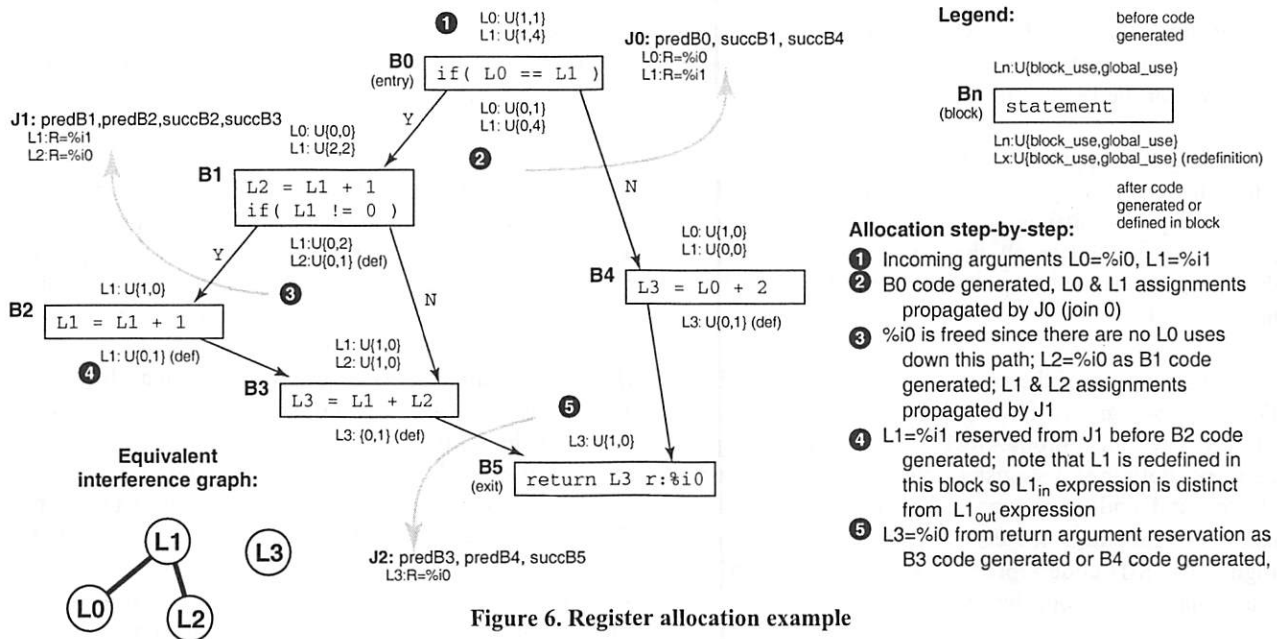 1
L0: U{1,1}
L1: U{1,4}
B0
(entry)
if( L0 == L1 )
L0: U{0,1}
L1: U{0,4}
2
J0: predB0, succB1, succB4
L0:R=%i0
L1:R=%i1
J1: predB1,predB2,succB2,succB3
L1:R=%i1
L2:R=%i0
Y
L0: U{0,0}
L1: U{2,2}
B1
L2 = L1 + 1
if( L1 != 0 )
L1:U{0,2}
L2:U{0,1} (def)
3
N
L0: U{1,0}
L1: U{0,0}
B4
L3 = L0 + 2
L3: U{0,1} (def)
Y
L1: U{1,0}
B2
L1 = L1 + 1
L1: U{0,1} (def)
4
N
L1: U{1,0}
L2: U{1,0}
B3
L3 = L1 + L2
L3: {0,1} (def)
5
L3: U{1,0}
B5
(exit)
return L3 r:%i0
J2: predB3, predB4, succB5
L3:R=%i0
Equivalent
interference graph:
L1
L3
L0
L2
Legend:
before code
generated
Ln:U{block_use,global_use}
Bn
(block)
statement
Ln:U{block_use,global_use}
Lx:U{block_use,global_use} (redefinition)
after code
generated or
defined in block
Allocation step-by-step:
1 Incoming arguments L0=%i0, L1=%i1
2 B0 code generated, L0 & L1 assignments
propagated by J0 (join 0)
3 %i0 is freed since there are no L0 uses
down this path; L2=%i0 as B1 code
generated; L1 & L2 assignments
propagated by J1
4 L1=%i1 reserved from J1 before B2 code
generated; note that L1 is redefined in
this block so L1in expression is distinct
from L1out expression
5 L3=%i0 from return argument reservation as
B3 code generated or B4 code generated,
Figure 6. Register allocation example